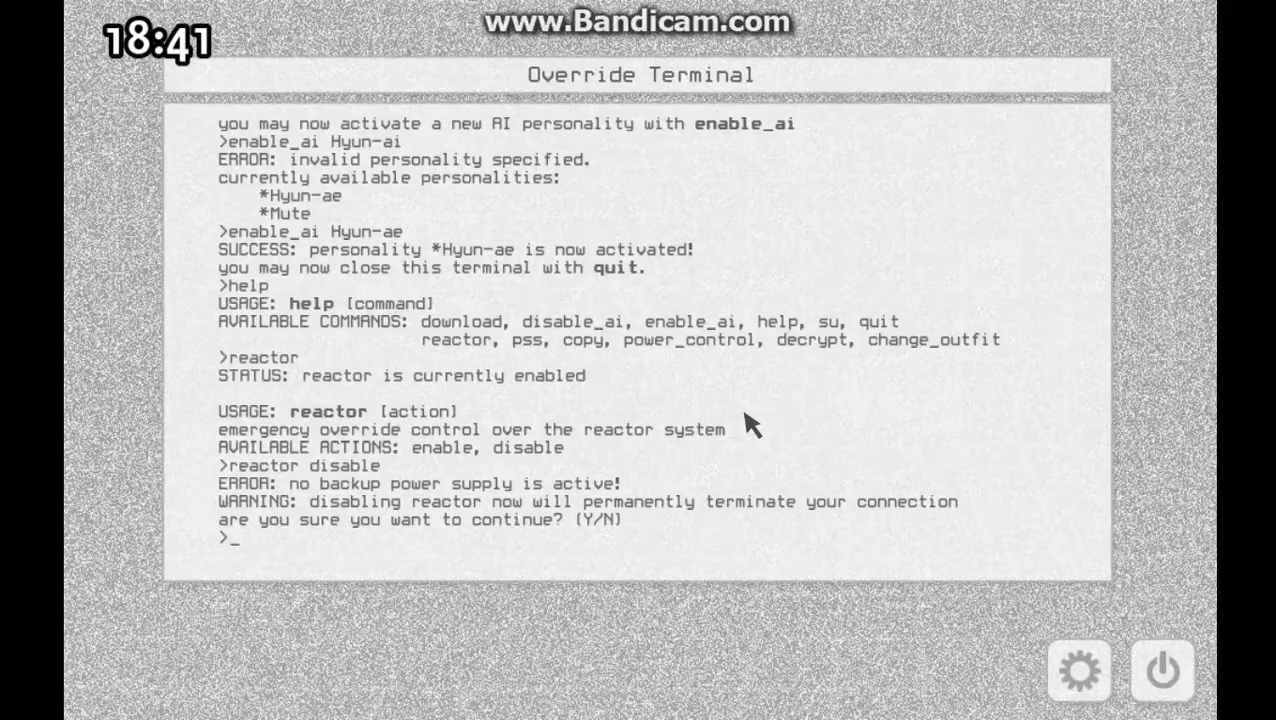 18:41
www.Bandicam.com
Override Terminal
you may now activate a new AI personality with enable_ai
>enable_ai Hyun-ai
ERROR: invalid personality specified.
currently available personalities:
*Hyun-ae
*Mute
>enable_ai Hyun-ae
SUCCESS: personality *Hyun-ae is now activated!
you may now close this terminal with quit.
>help
USAGE: help [command]
AVAILABLE COMMANDS: download, disable_ai, enable_ai, help, su, quit
reactor, pss, copy, power_control, decrypt, change_outfit
>reactor
STATUS: reactor is currently enabled
USAGE: reactor [action]
emergency override control over the reactor system
AVAILABLE ACTIONS: enable, disable
>reactor disable
ERROR: no backup power supply is active!
WARNING: disabling reactor now will permanently terminate your connection
are you sure you want to continue? (Y/N)
>_